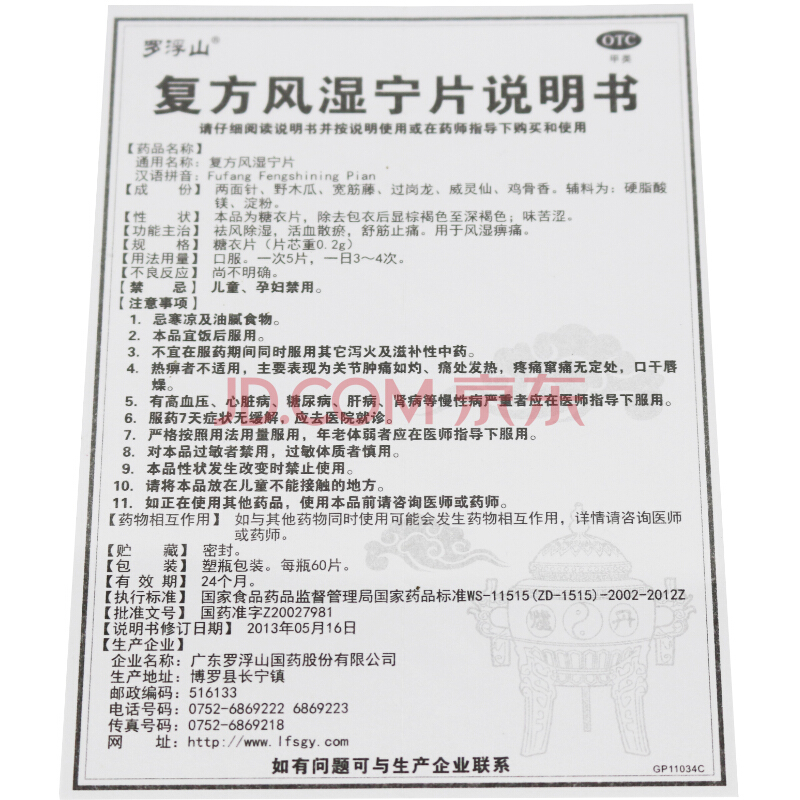 罗浮山®
OTC
甲类
复方风湿宁片说明书
请仔细阅读说明书并按说明使用或在药师指导下购买和使用
【药品名称】
通用名称：复方风湿宁片
汉语拼音：Fufang Fengshining Pian
【成 份】 两面针、野木瓜、宽筋藤、过岗龙、威灵仙、鸡骨香。辅料为：硬脂酸
镁、淀粉。
【性 状】 本品为糖衣片，除去包衣后显棕褐色至深褐色；味苦涩。
【功能主治】 祛风除湿，活血散瘀，舒筋止痛。用于风湿痹痛。
【规 格】 糖衣片（片芯重0.2g）
【用法用量】 口服。一次5片，一日3～4次。
【不良反应】 尚不明确。
【禁 忌】 儿童、孕妇禁用。
【注意事项】
1. 忌寒凉及油腻食物。
2. 本品宜饭后服用。
3. 不宜在服药期间同时服用其它泻火及滋补性中药。
4. 热痹者不适用，主要表现为关节肿痛如灼、痛处发热，疼痛窜痛无定处，口干唇
燥。
5. 有高血压、心脏病、糖尿病、肝病、肾病等慢性病严重者应在医师指导下服用。
6. 服药7天症状无缓解，应去医院就诊。
7. 严格按照用法用量服用，年老体弱者应在医师指导下服用。
8. 对本品过敏者禁用，过敏体质者慎用。
9. 本品性状发生改变时禁止使用。
10. 请将本品放在儿童不能接触的地方。
11. 如正在使用其他药品，使用本品前请咨询医师或药师。
【药物相互作用】 如与其他药物同时使用可能会发生药物相互作用，详情请咨询医师
或药师。
【贮 藏】 密封。
【包 装】 塑瓶包装。每瓶60片。
【有 效 期】 24个月。
【执行标准】 国家食品药品监督管理局国家药品标准WS-11515(ZD-1515)-2002-2012Z
【批准文号】 国药准字Z20027981
【说明书修订日期】 2013年05月16日
【生产企业】
企业名称：广东罗浮山国药股份有限公司
生产地址：博罗县长宁镇
邮政编码：516133
电话号码：0752-6869222 6869223
传真号码：0752-6869218
网 址：http://www.lfsgy.com
如有问题可与生产企业联系
GP11034C
JD.COM 京东